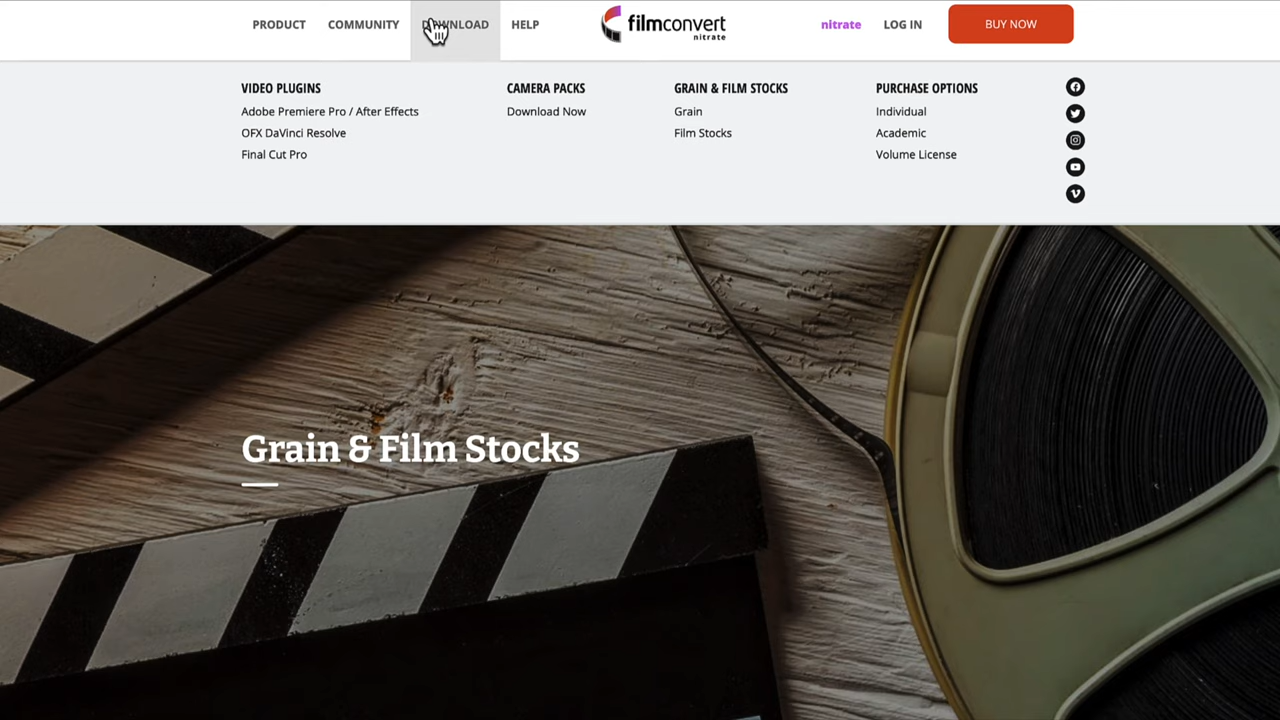 PRODUCT
COMMUNITY
DOWNLOAD
HELP
filmconvert
nitrate
nitrate
LOG IN
BUY NOW
VIDEO PLUGINS
Adobe Premiere Pro / After Effects
OFX DaVinci Resolve
Final Cut Pro
CAMERA PACKS
Download Now
GRAIN & FILM STOCKS
Grain
Film Stocks
PURCHASE OPTIONS
Individual
Academic
Volume License
Grain & Film Stocks